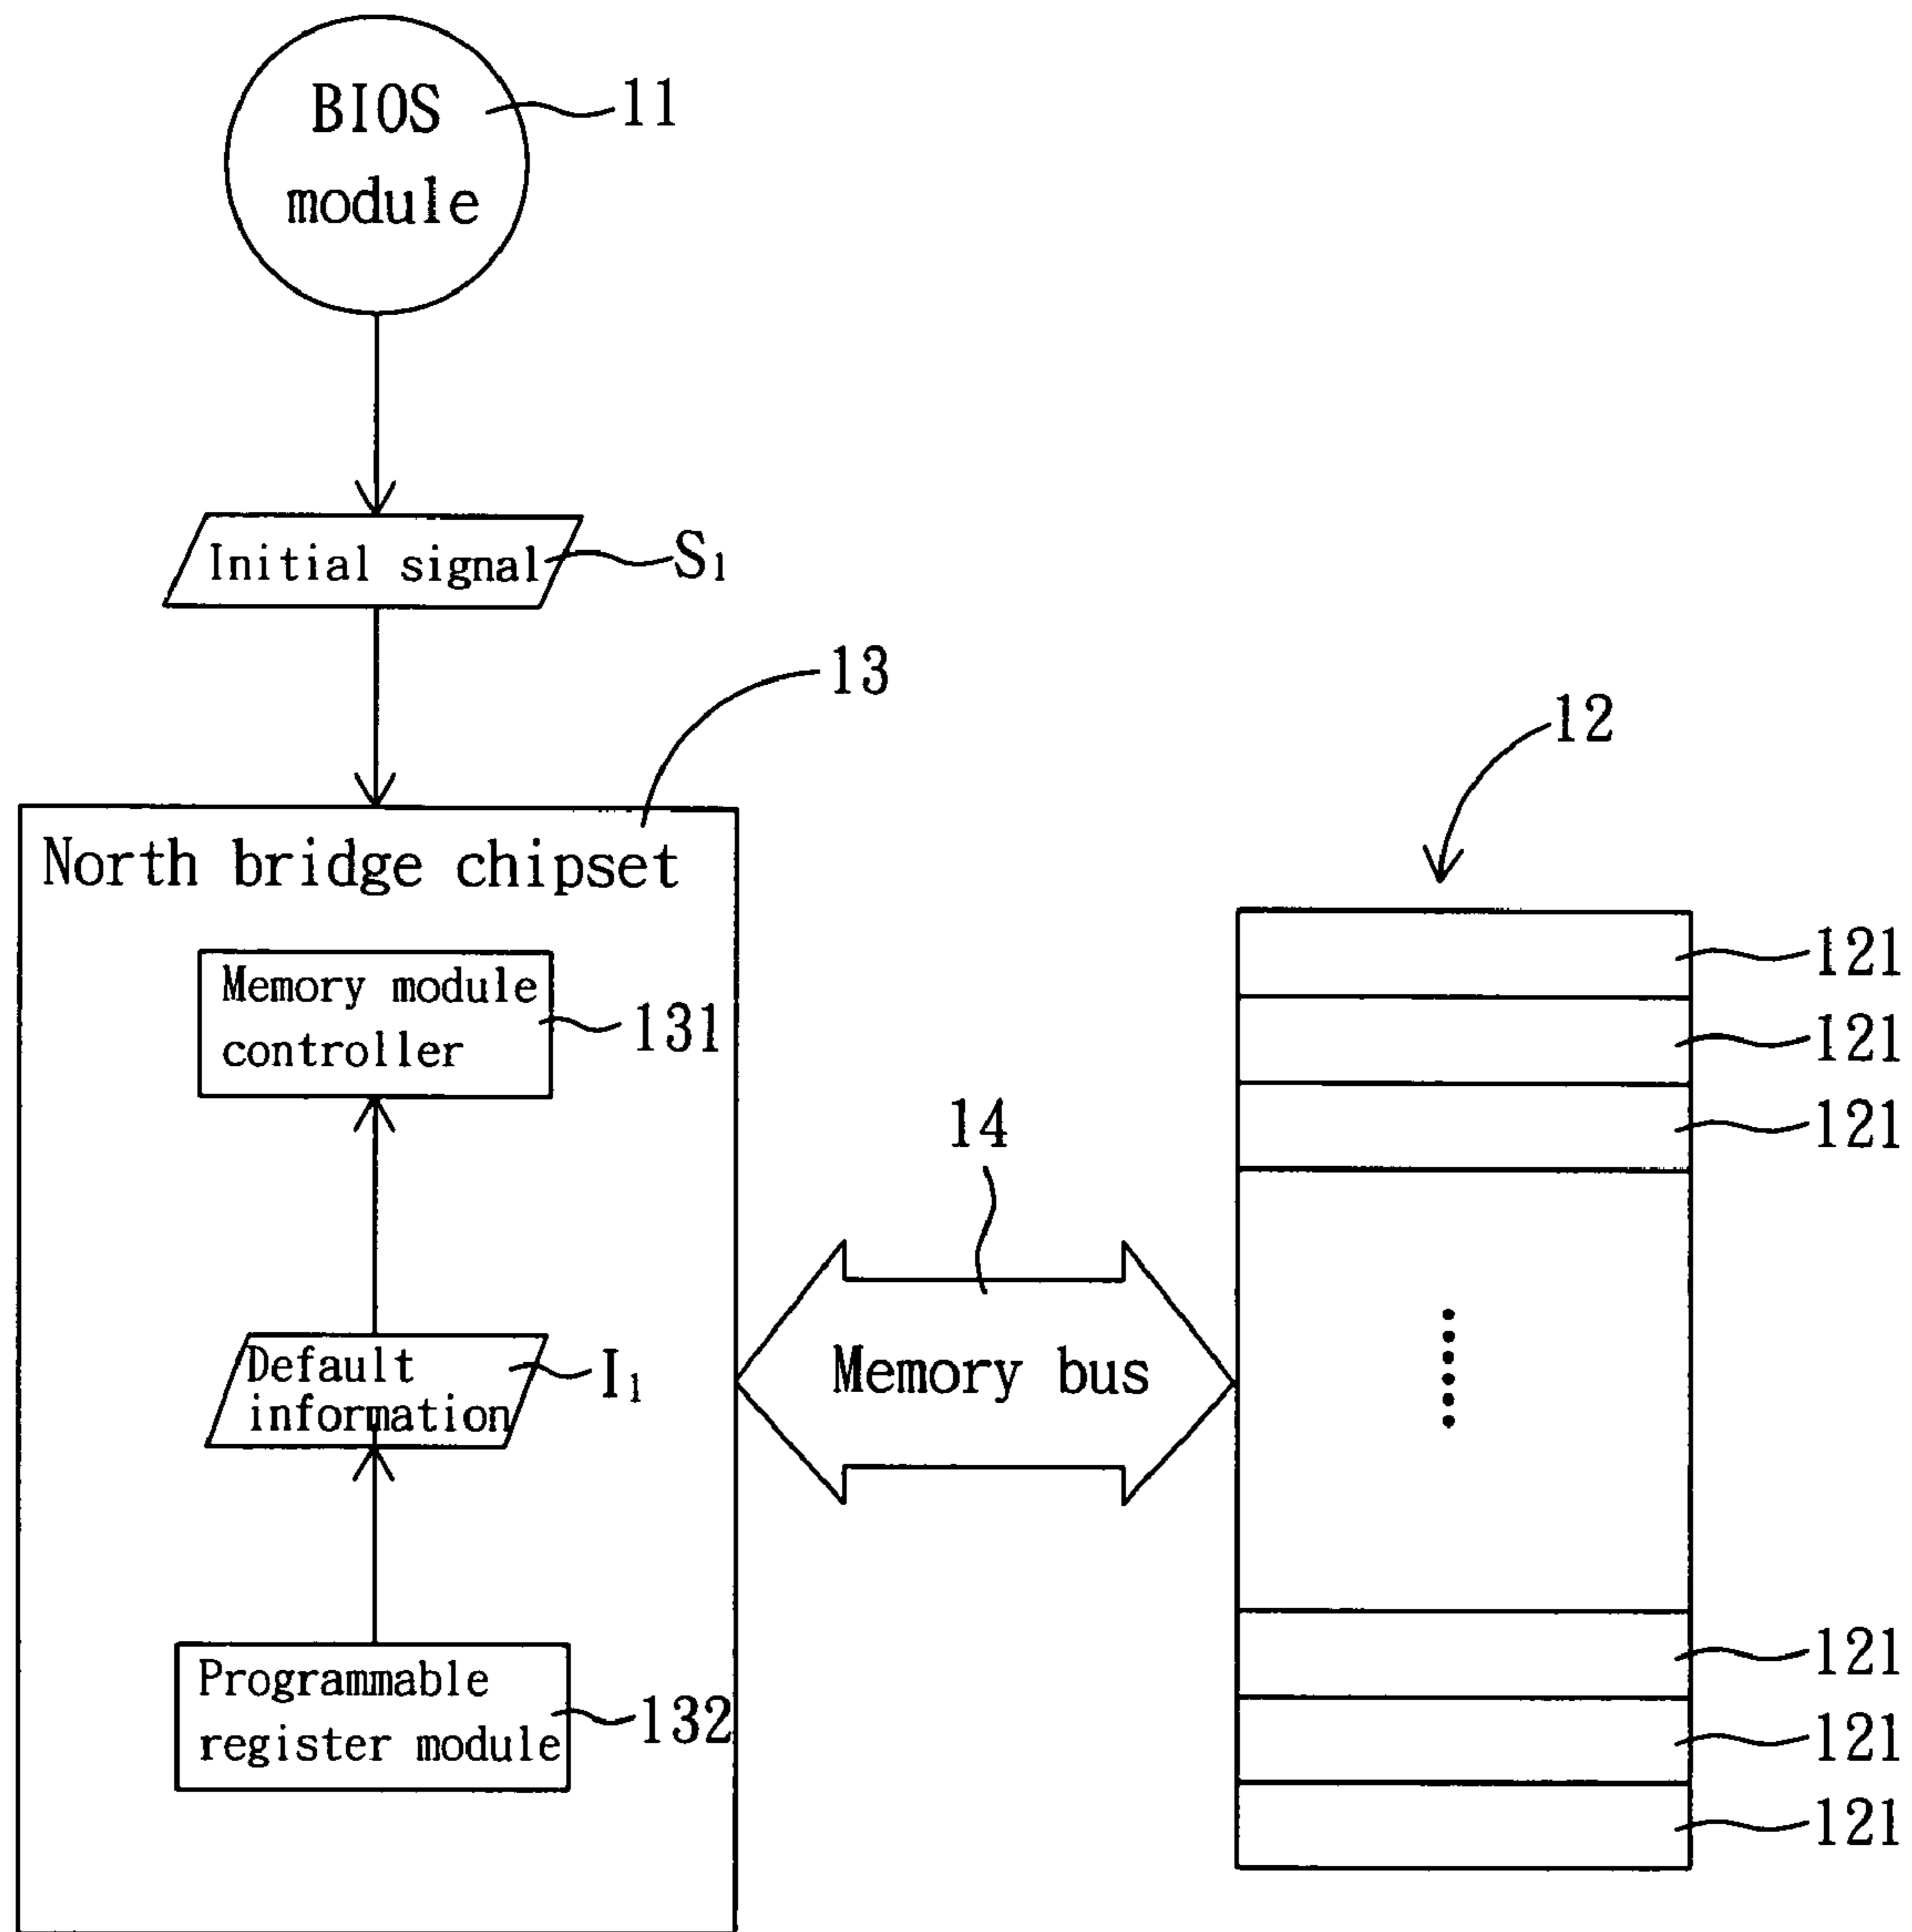 BIOS
module
11
Initial signal
S1
13
12
North bridge chipset
Memory module
controller
131
121
121
121
14
Default
information
I1
Memory bus
Programmable
register module
132
121
121
121